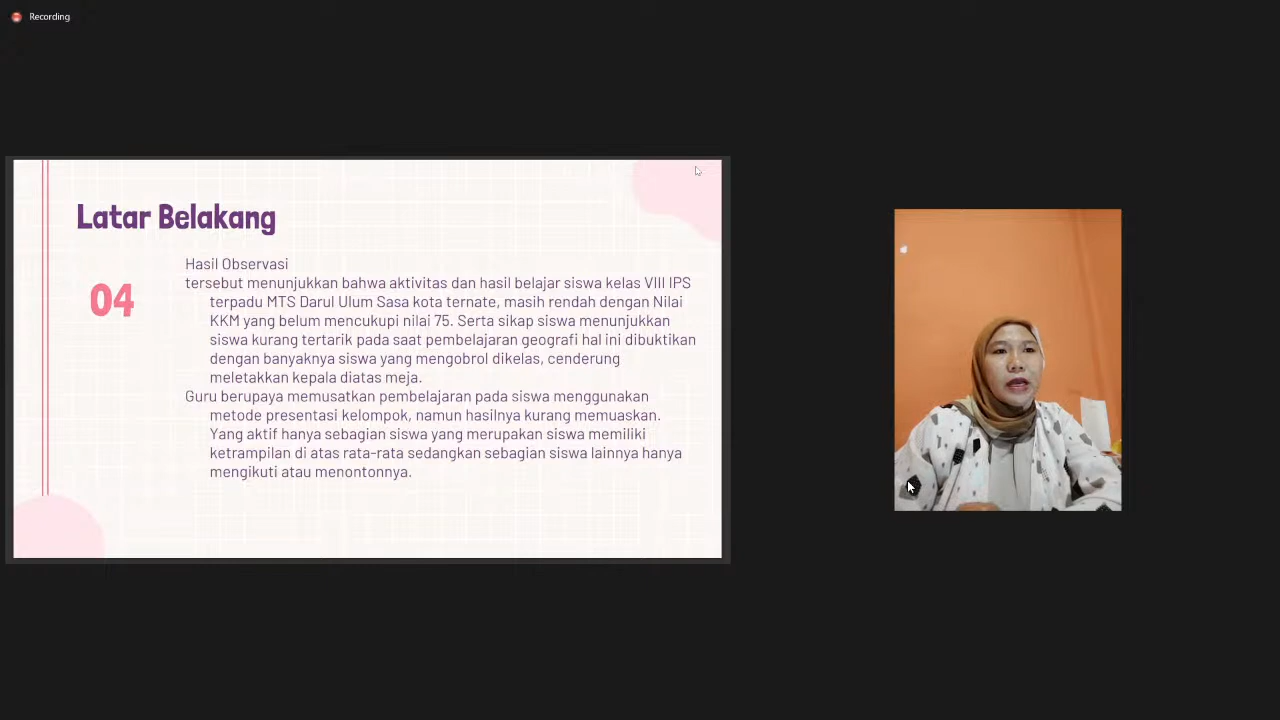 Recording
Latar Belakang
04
Hasil Observasi
tersebut menunjukkan bahwa aktivitas dan hasil belajar siswa kelas VIII IPS
terpadu MTS Darul Ulum Sasa kota ternate, masih rendah dengan Nilai
KKM yang belum mencukupi nilai 75. Serta sikap siswa menunjukkan
siswa kurang tertarik pada saat pembelajaran geografi hal ini dibuktikan
dengan banyaknya siswa yang mengobrol dikelas, cenderung
meletakkan kepala diatas meja.
Guru berupaya memusatkan pembelajaran pada siswa menggunakan
metode presentasi kelompok, namun hasilnya kurang memuaskan.
Yang aktif hanya sebagian siswa yang merupakan siswa memiliki
ketrampilan di atas rata-rata sedangkan sebagian siswa lainnya hanya
mengikuti atau menontonnya.